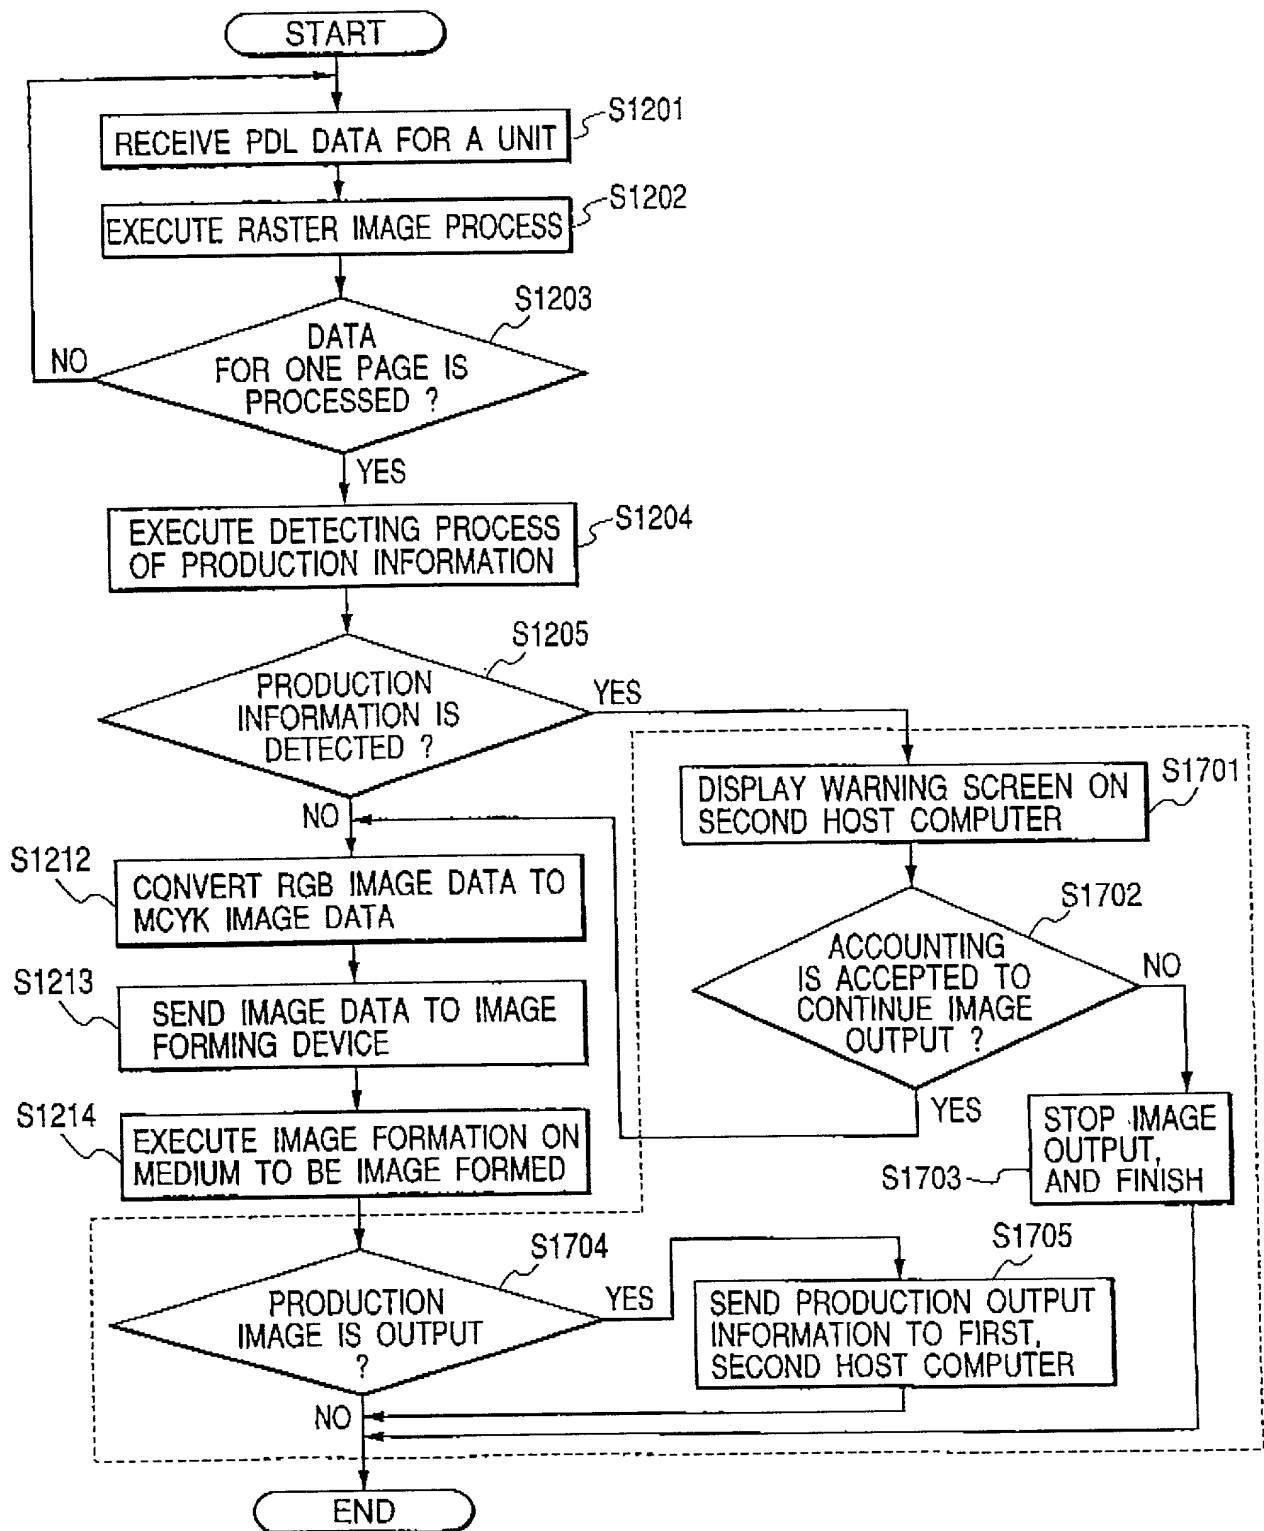 START
S1201
RECEIVE PDL DATA FOR A UNIT
S1202
EXECUTE RASTER IMAGE PROCESS
S1203
DATA
FOR ONE PAGE IS
PROCESSED ?
NO
YES
S1204
EXECUTE DETECTING PROCESS
OF PRODUCTION INFORMATION
S1205
PRODUCTION
INFORMATION IS
DETECTED ?
YES
NO
S1701
DISPLAY WARNING SCREEN ON
SECOND HOST COMPUTER
S1702
ACCOUNTING
IS ACCEPTED TO
CONTINUE IMAGE
OUTPUT ?
NO
YES
S1703
STOP IMAGE
OUTPUT,
AND FINISH
S1212
CONVERT RGB IMAGE DATA TO
MCYK IMAGE DATA
S1213
SEND IMAGE DATA TO IMAGE
FORMING DEVICE
S1214
EXECUTE IMAGE FORMATION ON
MEDIUM TO BE IMAGE FORMED
S1704
PRODUCTION
IMAGE IS OUTPUT
?
YES
NO
S1705
SEND PRODUCTION OUTPUT
INFORMATION TO FIRST,
SECOND HOST COMPUTER
END